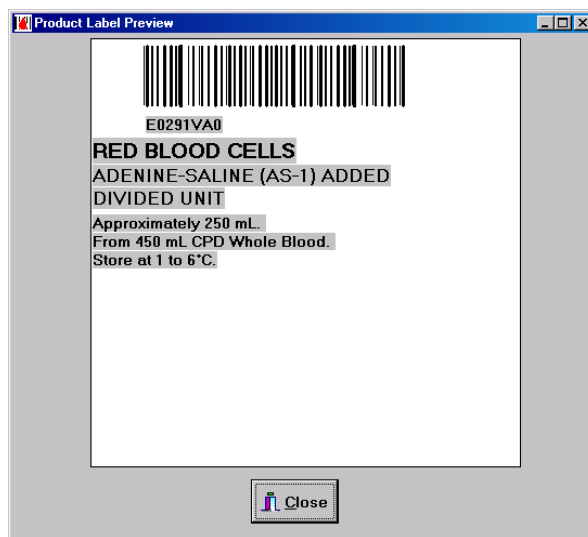 Product Label Preview
E0291VA0
RED BLOOD CELLS
ADENINE-SALINE (AS-1) ADDED
DIVIDED UNIT
Approximately 250 mL.
From 450 mL CPD Whole Blood.
Store at 1 to 6°C.
Close